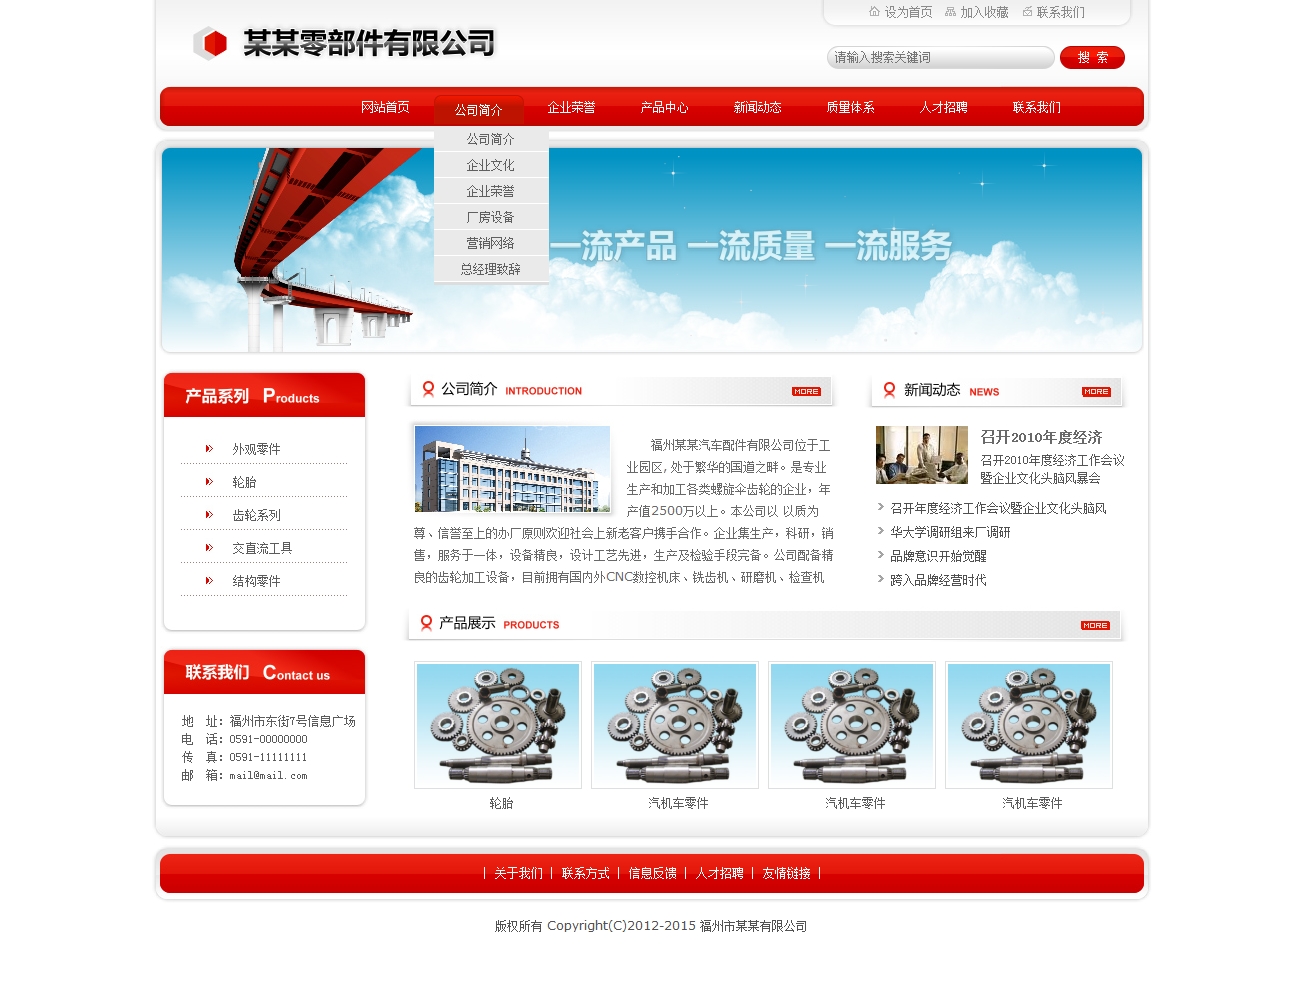 设为首页 加入收藏 联系我们
某某零部件有限公司
请输入搜索关键词 搜 索
网站首页 公司简介 企业荣誉 产品中心 新闻动态 质量体系 人才招聘 联系我们
公司简介
企业文化
企业荣誉
厂房设备
营销网络
总经理致辞
一流产品 一流质量 一流服务
产品系列 Products
外观零件
轮胎
齿轮系列
交直流工具
结构零件
联系我们 Contact us
地 址：福州市东街7号信息广场
电 话：0591-00000000
传 真：0591-11111111
邮 箱：mail@mail.com
公司简介 INTRODUCTION MORE
福州某某汽车配件有限公司位于工
业园区, 处于繁华的国道之畔。是专业
生产和加工各类螺旋伞齿轮的企业，年
产值2500万以上。本公司以 以质为
尊、信誉至上的办厂原则欢迎社会上新老客户携手合作。企业集生产，科研，销
售，服务于一体，设备精良，设计工艺先进，生产及检验手段完备。公司配备精
良的齿轮加工设备，目前拥有国内外CNC数控机床、铣齿机、研磨机、检查机
新闻动态 NEWS MORE
召开2010年度经济
召开2010年度经济工作会议
暨企业文化头脑风暴会
召开年度经济工作会议暨企业文化头脑风
华大学调研组来厂调研
品牌意识开始觉醒
跨入品牌经营时代
产品展示 PRODUCTS MORE
轮胎 汽机车零件 汽机车零件 汽机车零件
| 关于我们 | 联系方式 | 信息反馈 | 人才招聘 | 友情链接 |
版权所有 Copyright(C)2012-2015 福州市某某有限公司